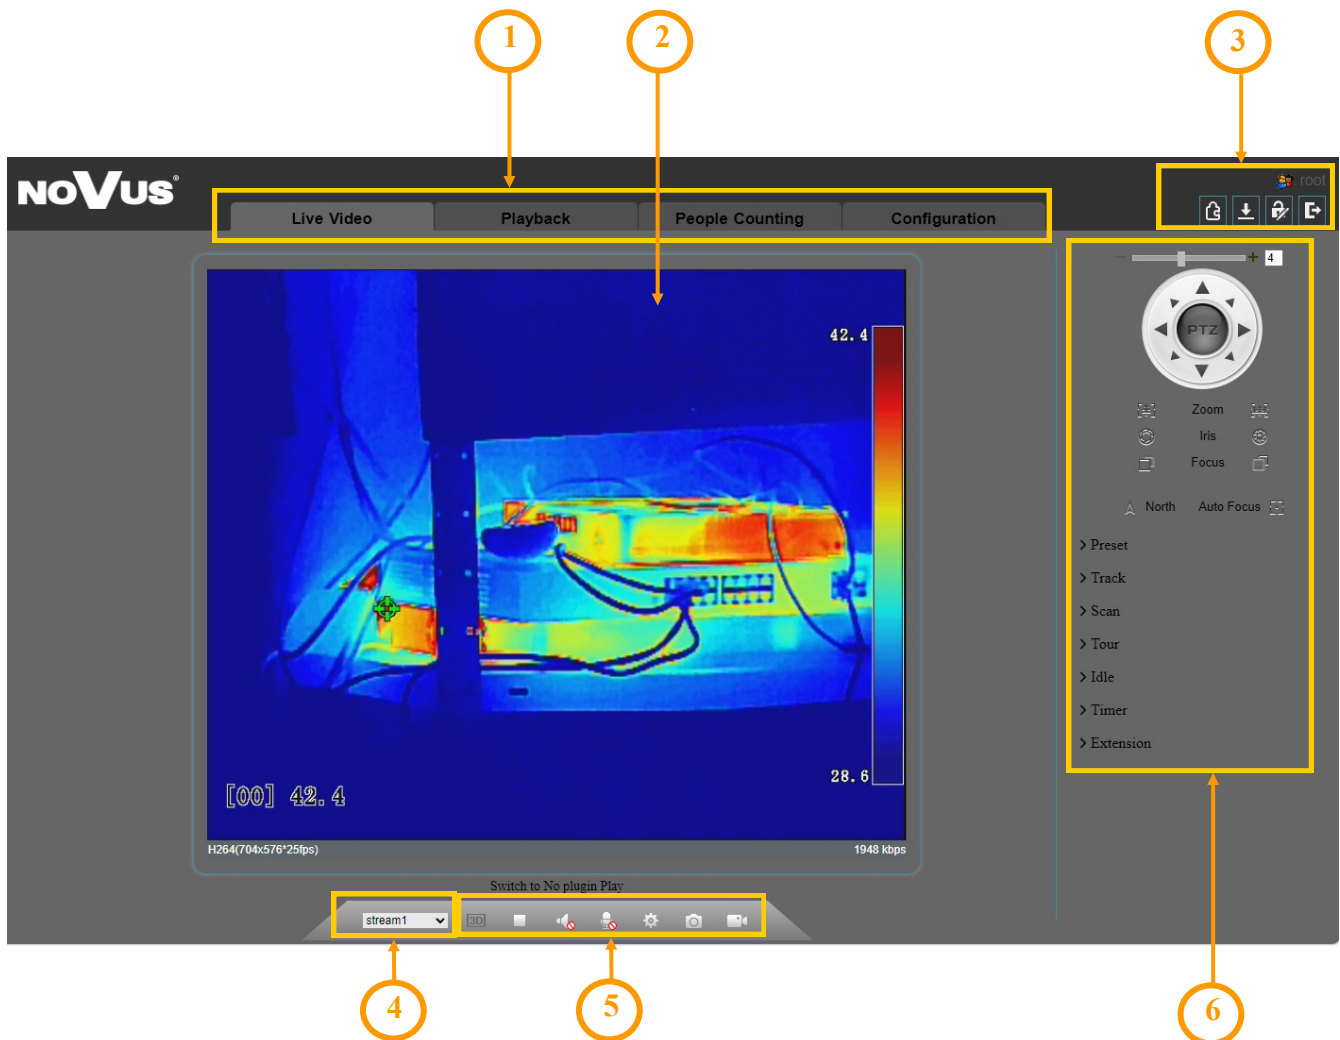 1
2
3
NOVUS®
root
Live Video
Playback
People Counting
Configuration
4
PTZ
42.4
Zoom
Iris
Focus
North
Auto Focus
Preset
Track
Scan
Tour
Idle
Timer
Extension
28.6
[00] 42.4
H264(704x576*25fps)
1948 kbps
Switch to No plugin Play
stream1
3D
4
5
6